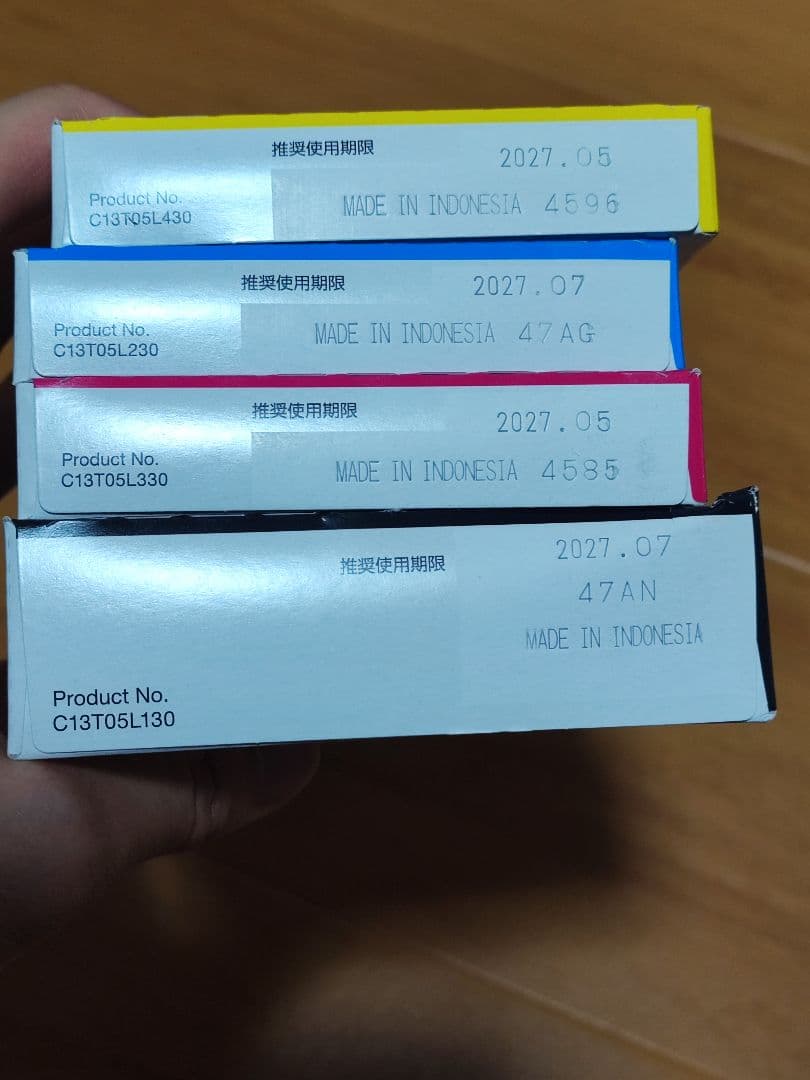 推奨使用期限
2027.05
Product No.
C13T05L430
MADE IN INDONESIA 4596
推奨使用期限
2027.07
Product No.
C13T05L230
MADE IN INDONESIA 47AG
推奨使用期限
2027.05
Product No.
C13T05L330
MADE IN INDONESIA 4585
推奨使用期限
2027.07
47AN
MADE IN INDONESIA
Product No.
C13T05L130